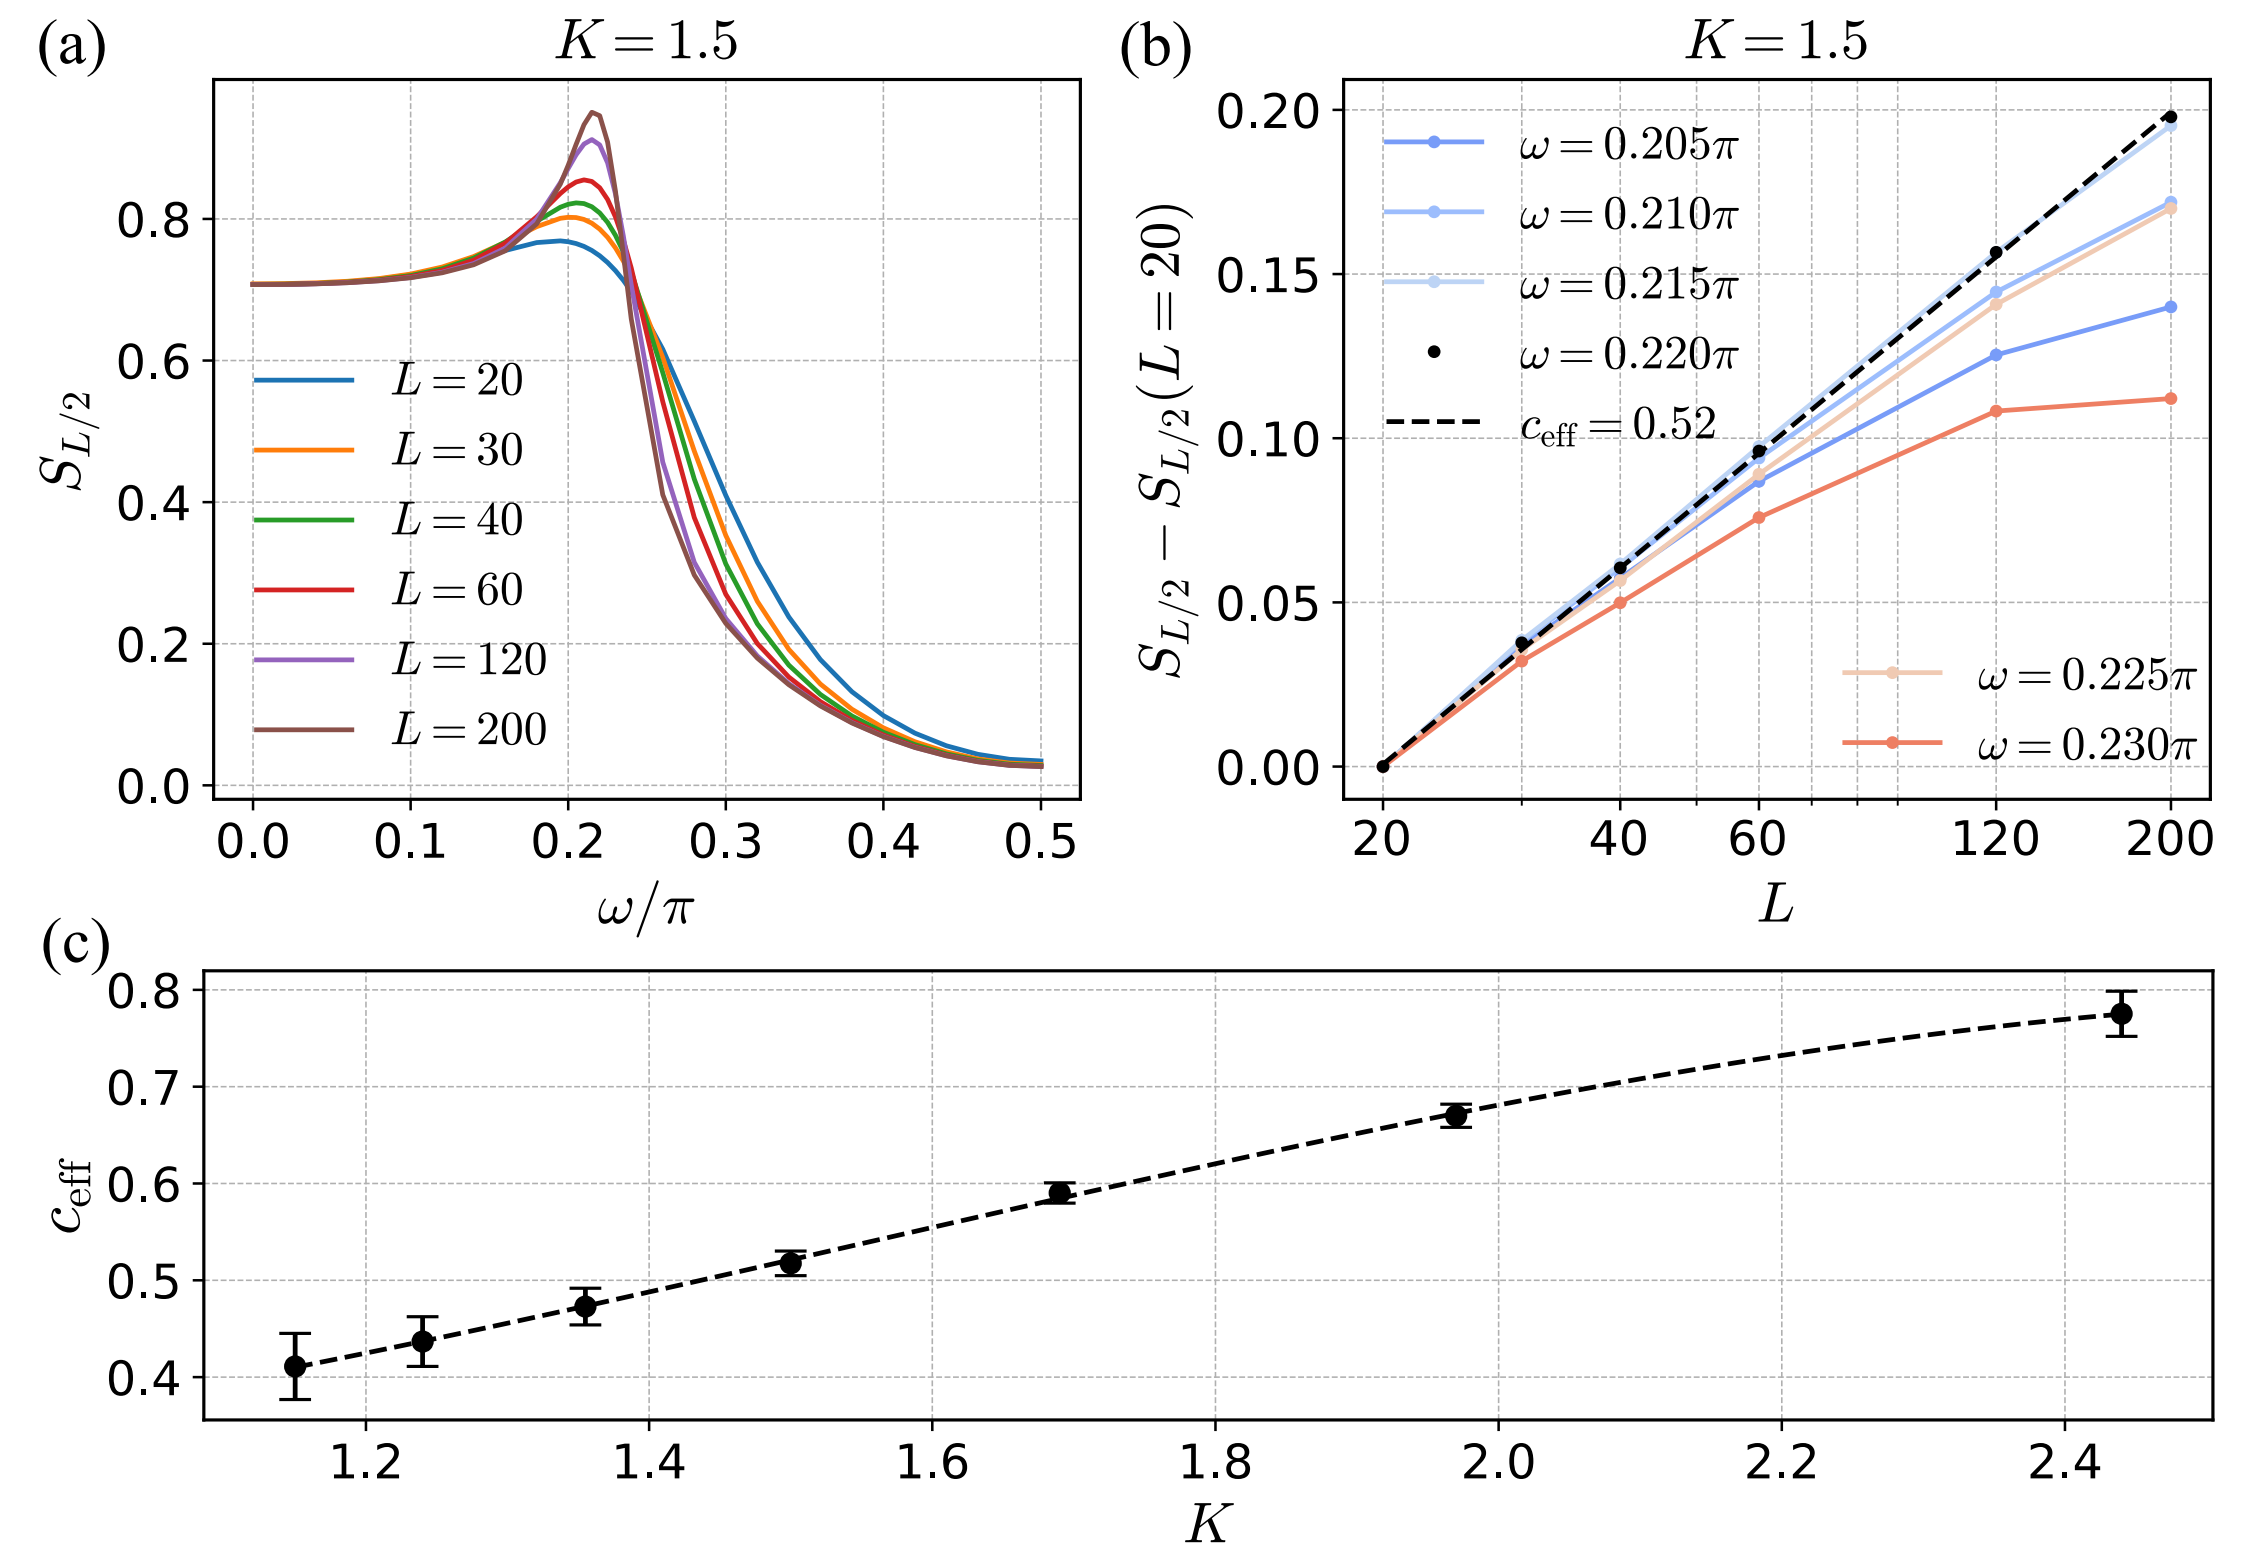 (a)
K = 1.5
S_{L/2}
0.8
0.6
0.4
0.2
0.0
L = 20
L = 30
L = 40
L = 60
L = 120
L = 200
0.0 0.1 0.2 0.3 0.4 0.5
ω/π
(b)
K = 1.5
S_{L/2} − S_{L/2}(L = 20)
0.20
0.15
0.10
0.05
0.00
ω = 0.205π
ω = 0.210π
ω = 0.215π
ω = 0.220π
c_{eff} = 0.52
ω = 0.225π
ω = 0.230π
20 40 60 120 200
L
(c)
c_{eff}
0.8
0.7
0.6
0.5
0.4
1.2 1.4 1.6 1.8 2.0 2.2 2.4
K